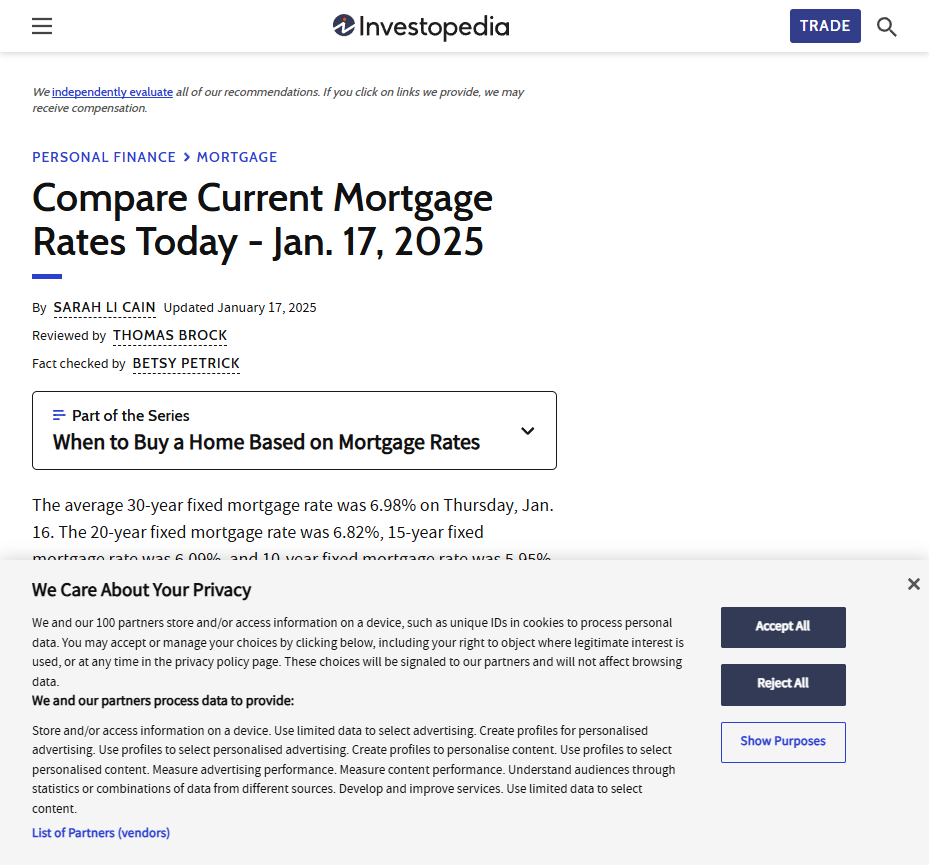 Investopedia
TRADE
We independently evaluate all of our recommendations. If you click on links we provide, we may
receive compensation.
PERSONAL FINANCE > MORTGAGE
Compare Current Mortgage
Rates Today - Jan. 17, 2025
By SARAH LI CAIN Updated January 17, 2025
Reviewed by THOMAS BROCK
Fact checked by BETSY PETRICK
Part of the Series
When to Buy a Home Based on Mortgage Rates
The average 30-year fixed mortgage rate was 6.98% on Thursday, Jan.
16. The 20-year fixed mortgage rate was 6.82%, 15-year fixed
mortgage rate was 6.09%, and 10-year fixed mortgage rate was 5.95%.
We Care About Your Privacy
We and our 100 partners store and/or access information on a device, such as unique IDs in cookies to process personal
data. You may accept or manage your choices by clicking below, including your right to object where legitimate interest is
used, or at any time in the privacy policy page. These choices will be signaled to our partners and will not affect browsing
data.
We and our partners process data to provide:
Store and/or access information on a device. Use limited data to select advertising. Create profiles for personalised
advertising. Use profiles to select personalised advertising. Create profiles to personalise content. Use profiles to select
personalised content. Measure advertising performance. Measure content performance. Understand audiences through
statistics or combinations of data from different sources. Develop and improve services. Use limited data to select
content.
List of Partners (vendors)
Accept All
Reject All
Show Purposes